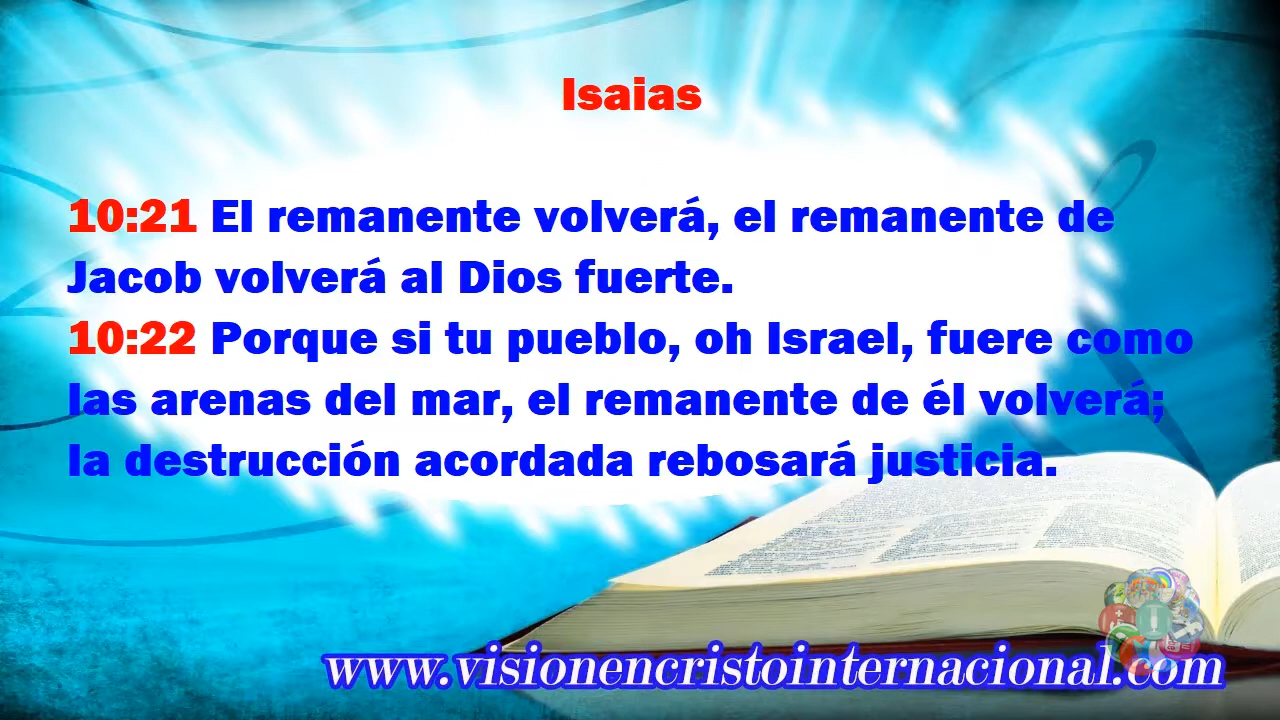 Isaias
10:21 El remanente volverá, el remanente de
Jacob volverá al Dios fuerte.
10:22 Porque si tu pueblo, oh Israel, fuere como
las arenas del mar, el remanente de él volverá;
la destrucción acordada rebosará justicia.
www.visionencristointernacional.com